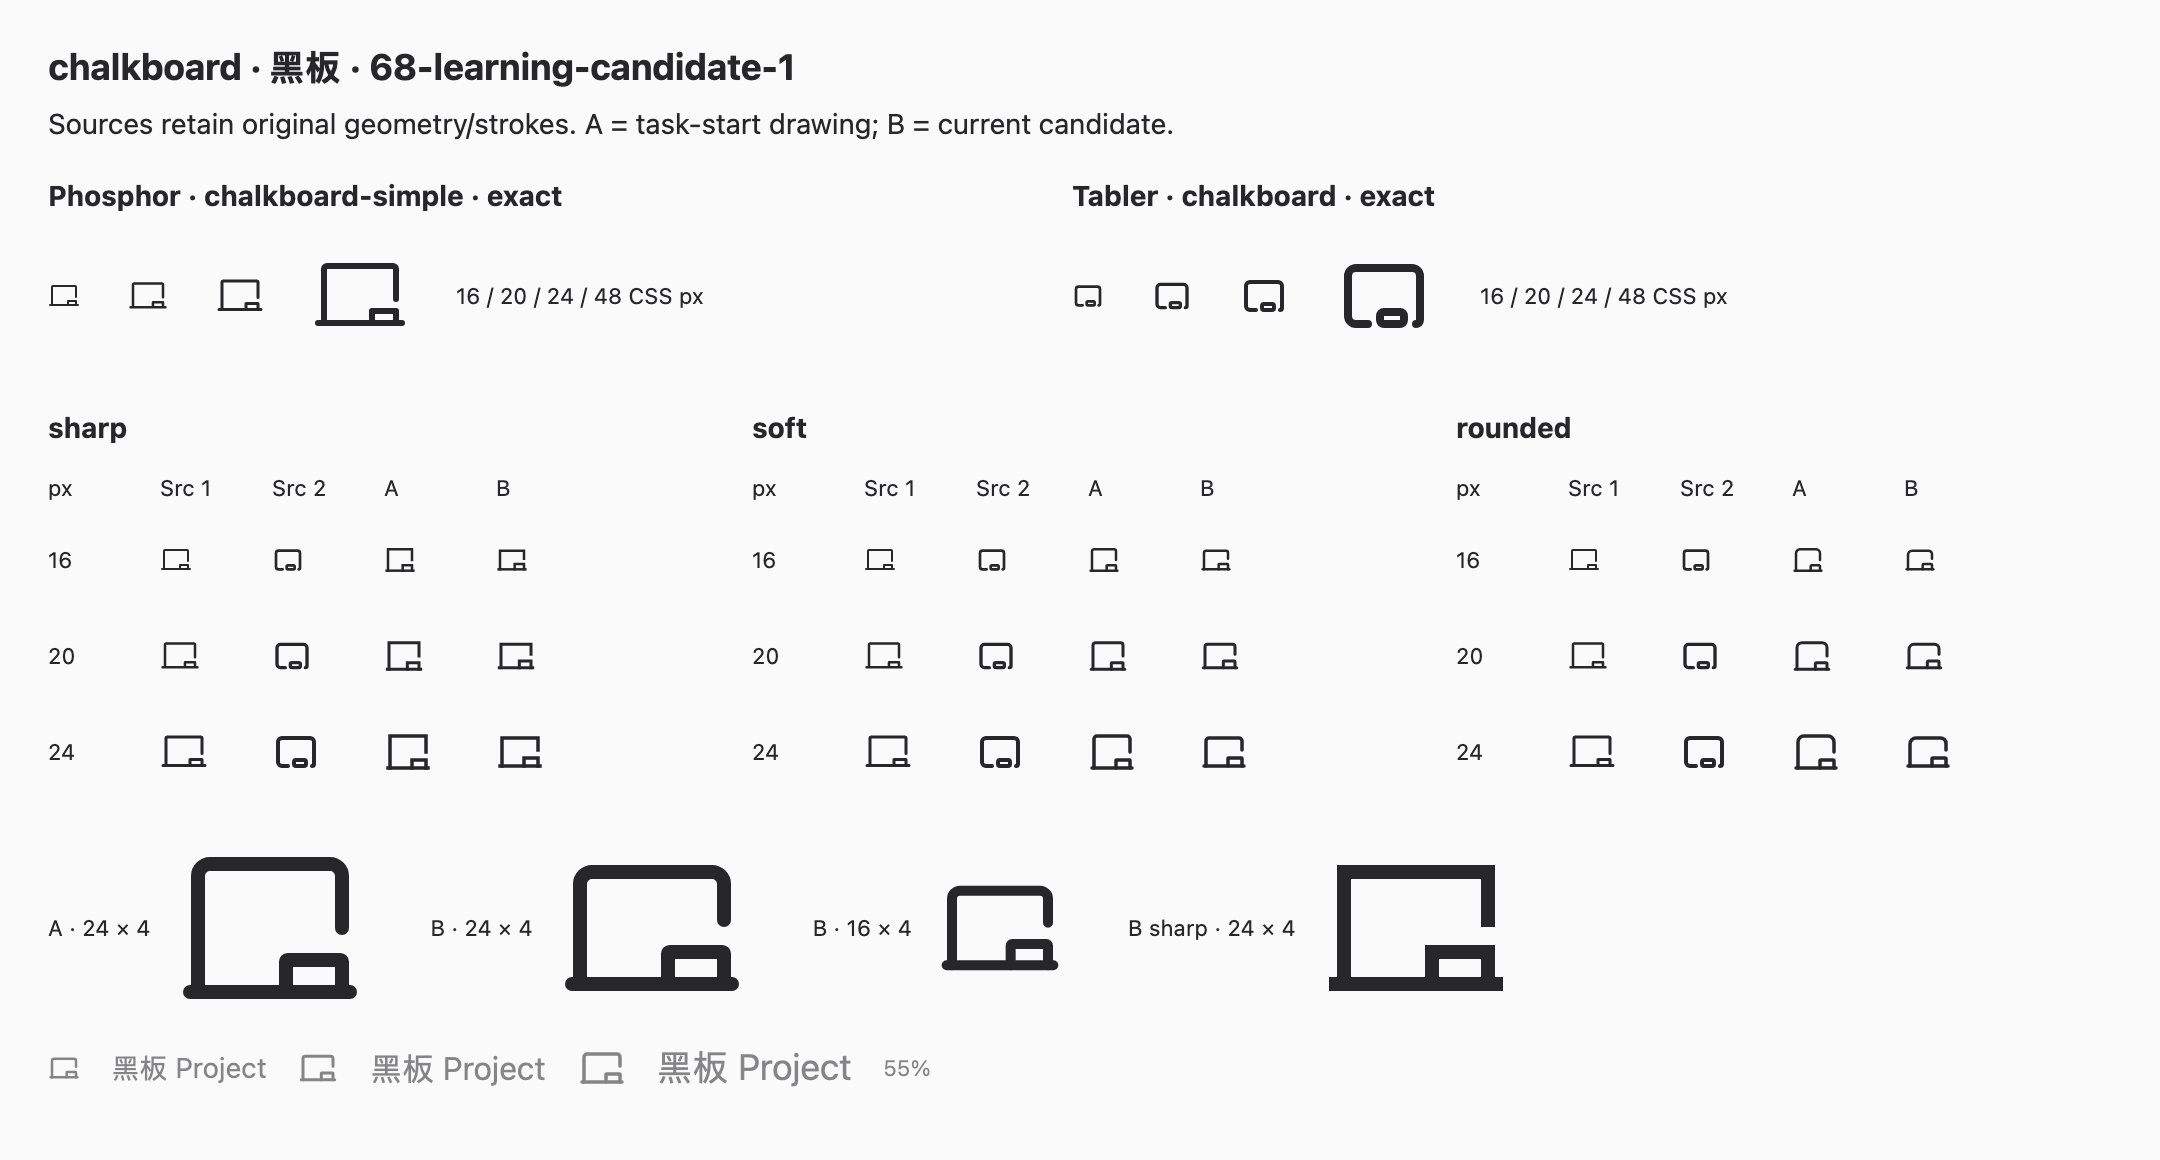 chalkboard · 黑板 · 68-learning-candidate-1
Sources retain original geometry/strokes. A = task-start drawing; B = current candidate.
Phosphor · chalkboard-simple · exact
16 / 20 / 24 / 48 CSS px
Tabler · chalkboard · exact
16 / 20 / 24 / 48 CSS px
sharp
px Src 1 Src 2 A B
16
20
24
soft
px Src 1 Src 2 A B
16
20
24
rounded
px Src 1 Src 2 A B
16
20
24
A · 24 × 4
B · 24 × 4
B · 16 × 4
B sharp · 24 × 4
黑板 Project 黑板 Project 黑板 Project 55%